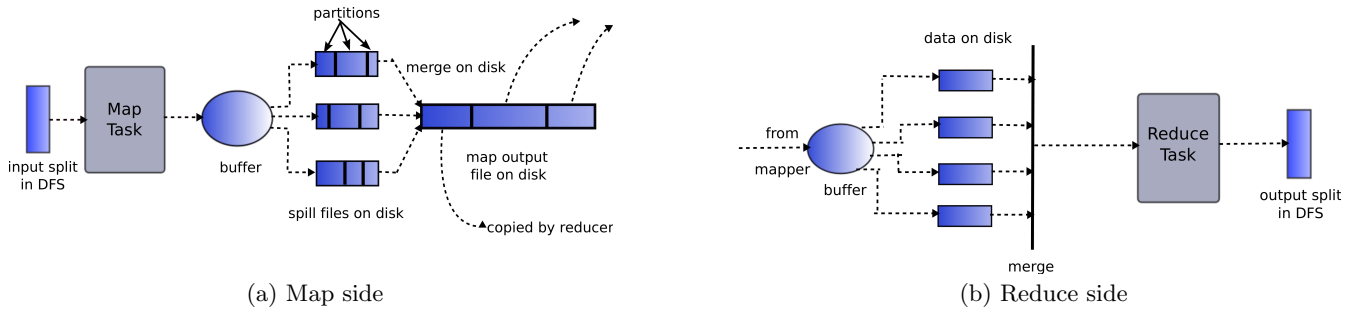 partitions
merge on disk
Map
Task
input split
in DFS
buffer
map output
file on disk
spill files on disk
copied by reducer
(a) Map side
data on disk
from
mapper
buffer
Reduce
Task
output split
in DFS
merge
(b) Reduce side